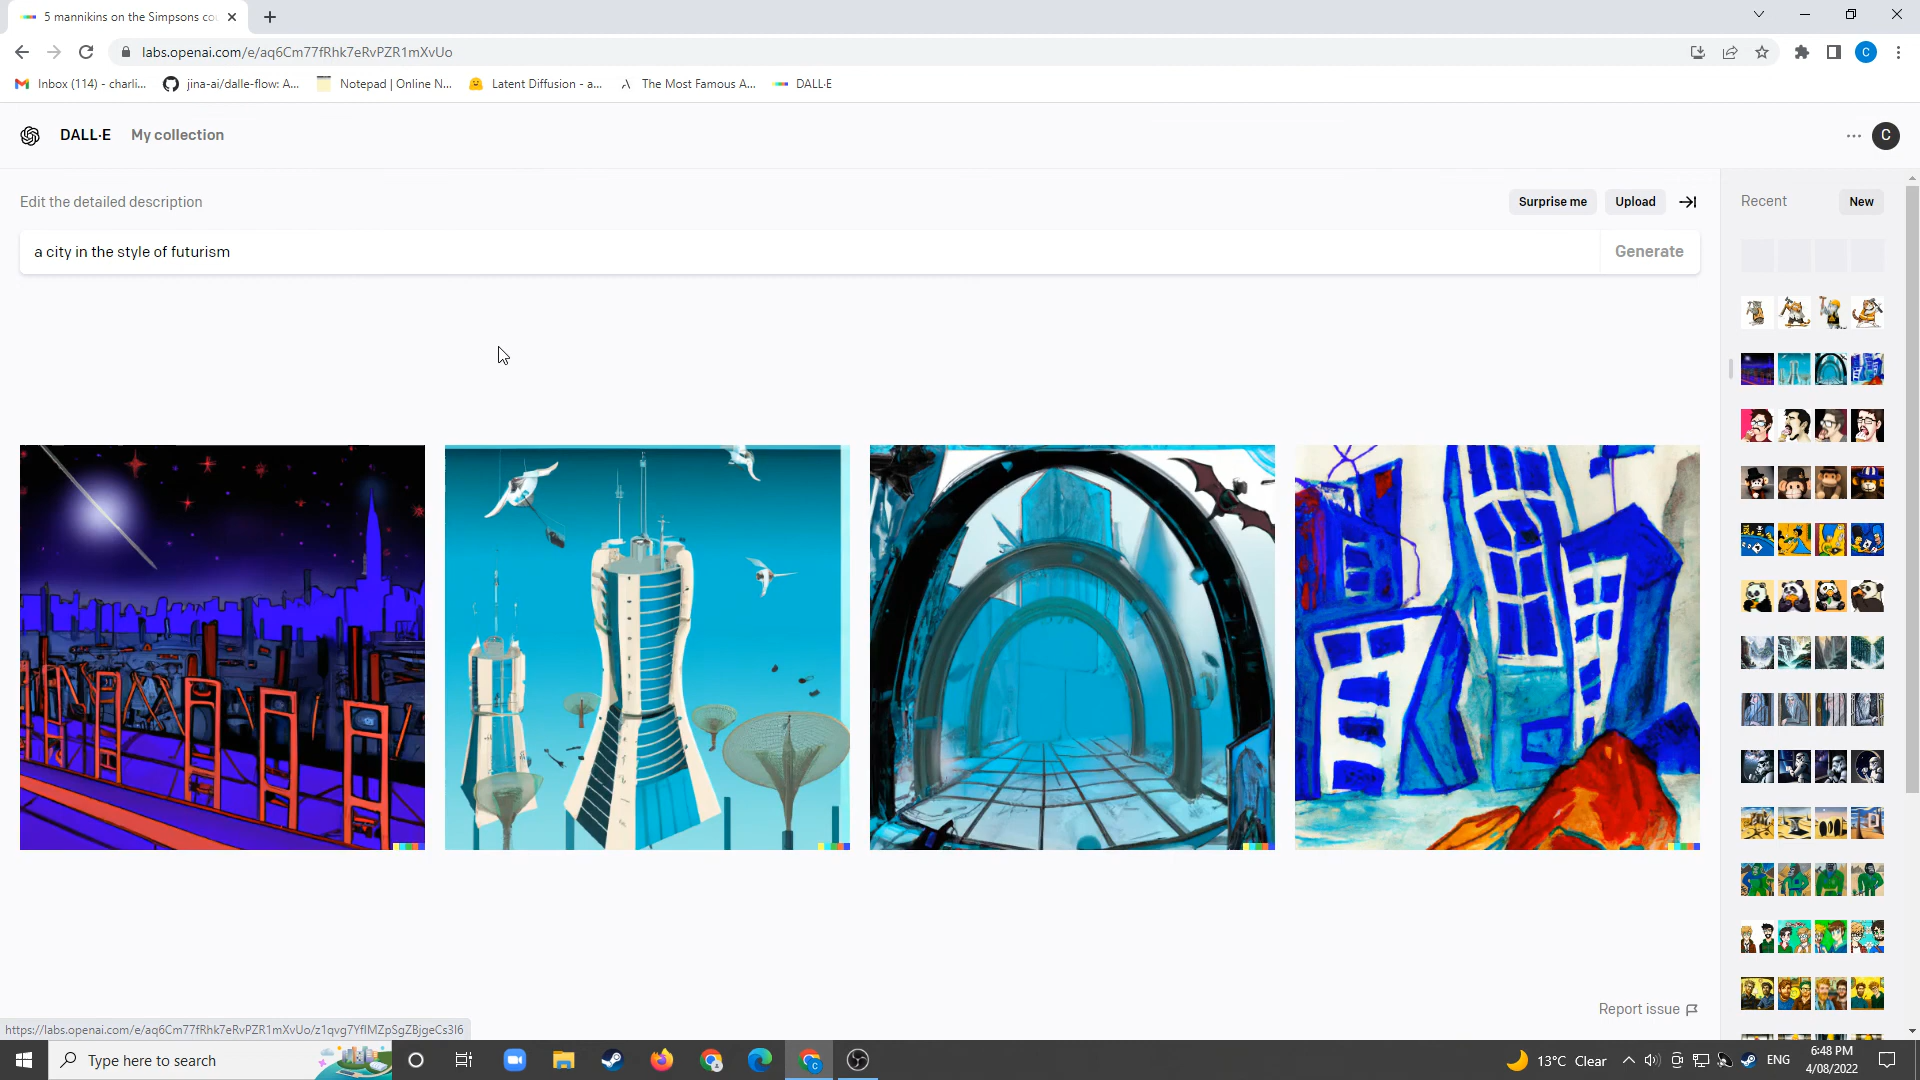 5 mannikins on the Simpsons co
labs.openai.com/e/aq6Cm77fRhk7eRvPZR1mXvUo
C
Inbox (114) - charli...
jina-ai/dalle-flow: A...
Notepad | Online N...
Latent Diffusion - a...
The Most Famous A...
DALL·E
DALL·E
My collection
C
Edit the detailed description
Surprise me
Upload
Recent
New
a city in the style of futurism
Generate
Report issue
https://labs.openai.com/e/aq6Cm77fRhk7eRvPZR1mXvUo/z1qvg7YfIMZpSgZBjgeCs3l6
Type here to search
13°C Clear
ENG
6:48 PM
4/08/2022